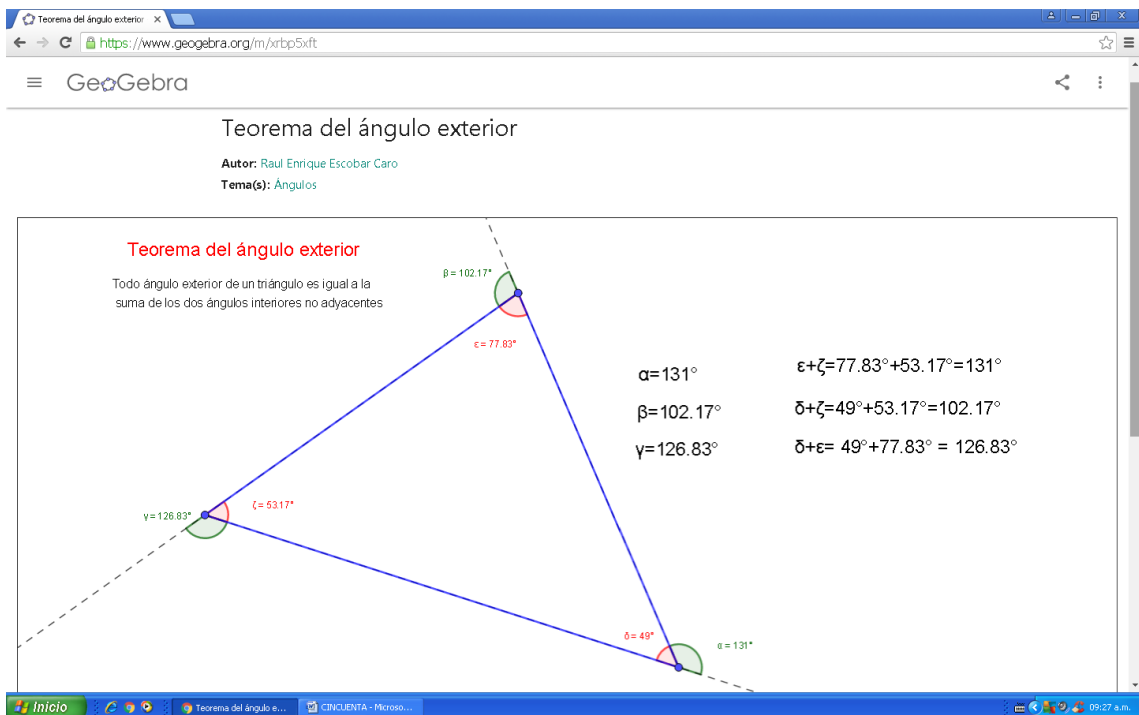 Teorema del ángulo exterior
https://www.geogebra.org/m/xrbp5xft
GeoGebra
Teorema del ángulo exterior
Autor: Raul Enrique Escobar Caro
Tema(s): Ángulos
Teorema del ángulo exterior
Todo ángulo exterior de un triángulo es igual a la
suma de los dos ángulos interiores no adyacentes
β = 102.17°
ε = 77.83°
α=131°
ε+ζ=77.83°+53.17°=131°
β=102.17°
δ+ζ=49°+53.17°=102.17°
γ=126.83°
δ+ε= 49°+77.83° = 126.83°
ζ = 53.17°
γ = 126.83°
δ = 49°
α = 131°
Inicio
Teorema del ángulo e...
CINCUENTA - Microso...
09:27 a.m.